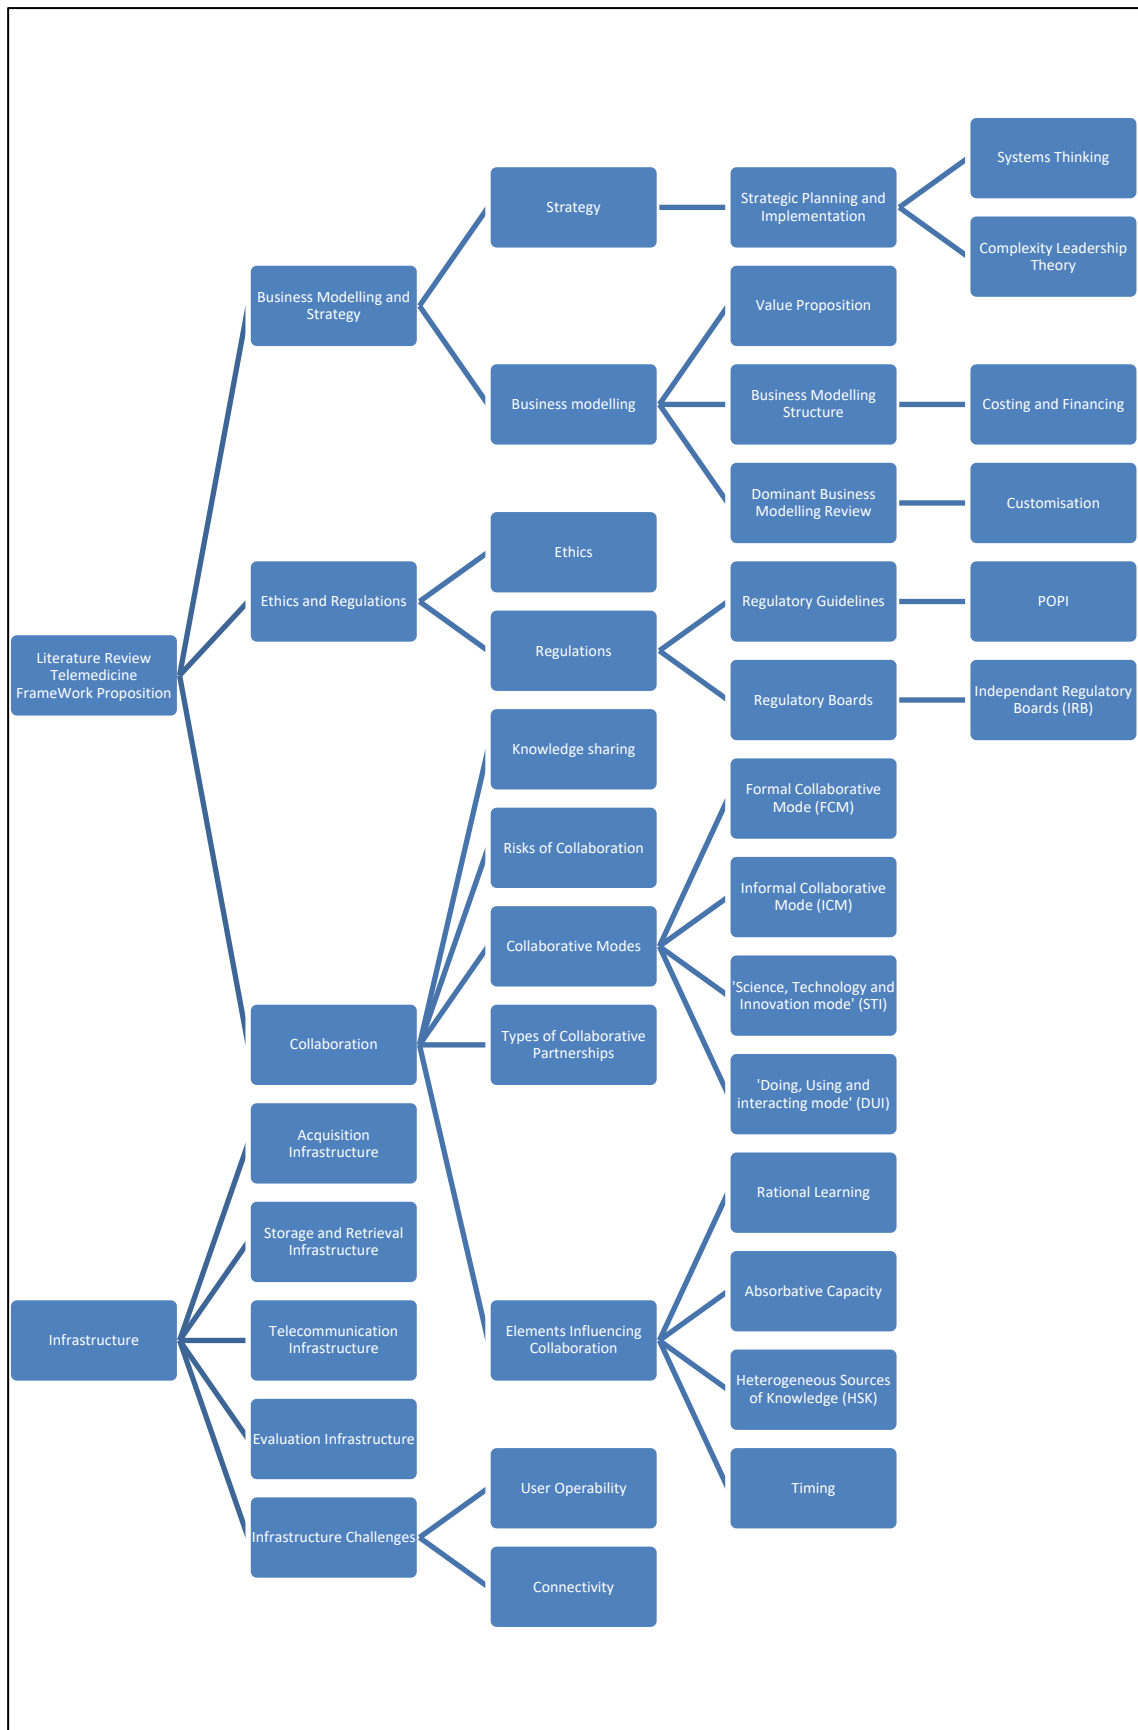 Literature Review
Telemedicine
FrameWork Proposition
Business Modelling and
Strategy
Strategy
Strategic Planning and
Implementation
Systems Thinking
Complexity Leadership
Theory
Business modelling
Value Proposition
Business Modelling
Structure
Costing and Financing
Dominant Business
Modelling Review
Customisation
Ethics and Regulations
Ethics
Regulations
Regulatory Guidelines
POPI
Regulatory Boards
Independant Regulatory
Boards (IRB)
Collaboration
Knowledge sharing
Risks of Collaboration
Collaborative Modes
Formal Collaborative
Mode (FCM)
Informal Collaborative
Mode (ICM)
'Science, Technology and
Innovation mode' (STI)
'Doing, Using and
interacting mode' (DUI)
Types of Collaborative
Partnerships
Elements Influencing
Collaboration
Rational Learning
Absorbative Capacity
Heterogeneous Sources
of Knowledge (HSK)
Timing
Infrastructure
Acquisition
Infrastructure
Storage and Retrieval
Infrastructure
Telecommunication
Infrastructure
Evaluation Infrastructure
Infrastructure Challenges
User Operability
Connectivity